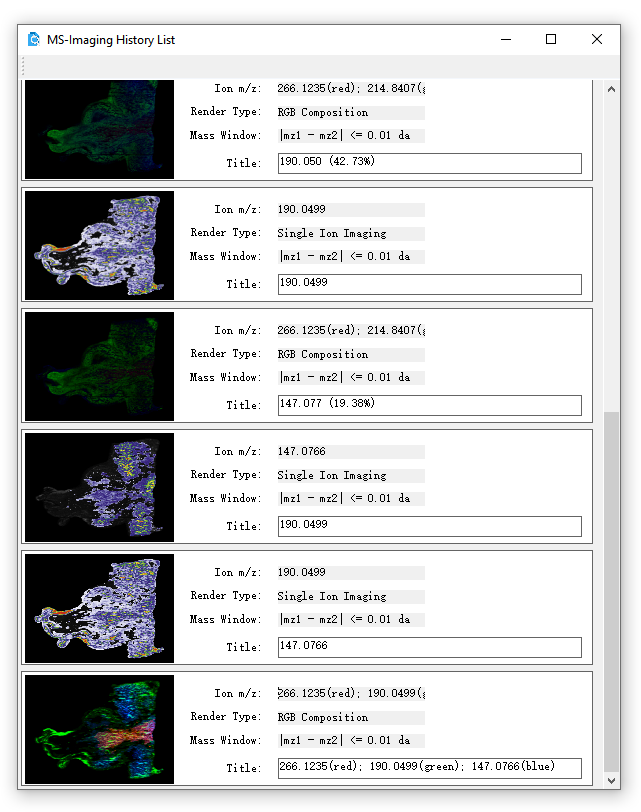 MS-Imaging History List
Ion m/z: 266.1235(red); 214.8407(
Render Type: RGB Composition
Mass Window: |mz1 - mz2| <= 0.01 da
Title: 190.050 (42.73%)
Ion m/z: 190.0499
Render Type: Single Ion Imaging
Mass Window: |mz1 - mz2| <= 0.01 da
Title: 190.0499
Ion m/z: 266.1235(red); 214.8407(
Render Type: RGB Composition
Mass Window: |mz1 - mz2| <= 0.01 da
Title: 147.077 (19.38%)
Ion m/z: 147.0766
Render Type: Single Ion Imaging
Mass Window: |mz1 - mz2| <= 0.01 da
Title: 190.0499
Ion m/z: 190.0499
Render Type: Single Ion Imaging
Mass Window: |mz1 - mz2| <= 0.01 da
Title: 147.0766
Ion m/z: 266.1235(red); 190.0499(
Render Type: RGB Composition
Mass Window: |mz1 - mz2| <= 0.01 da
Title: 266.1235(red); 190.0499(green); 147.0766(blue)